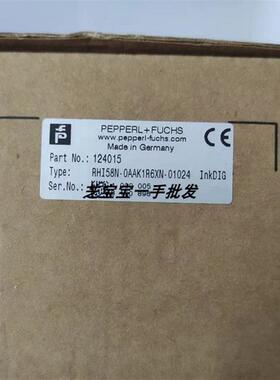 PEPPERL+FUCHS
www.pepperl-fuchs.com
Made in Germany
CE
Part No.: 124015
Type: RHI58N-0AAK1R6XN-01024 InkDIG
Ser.No.:
老宝宝一手批发